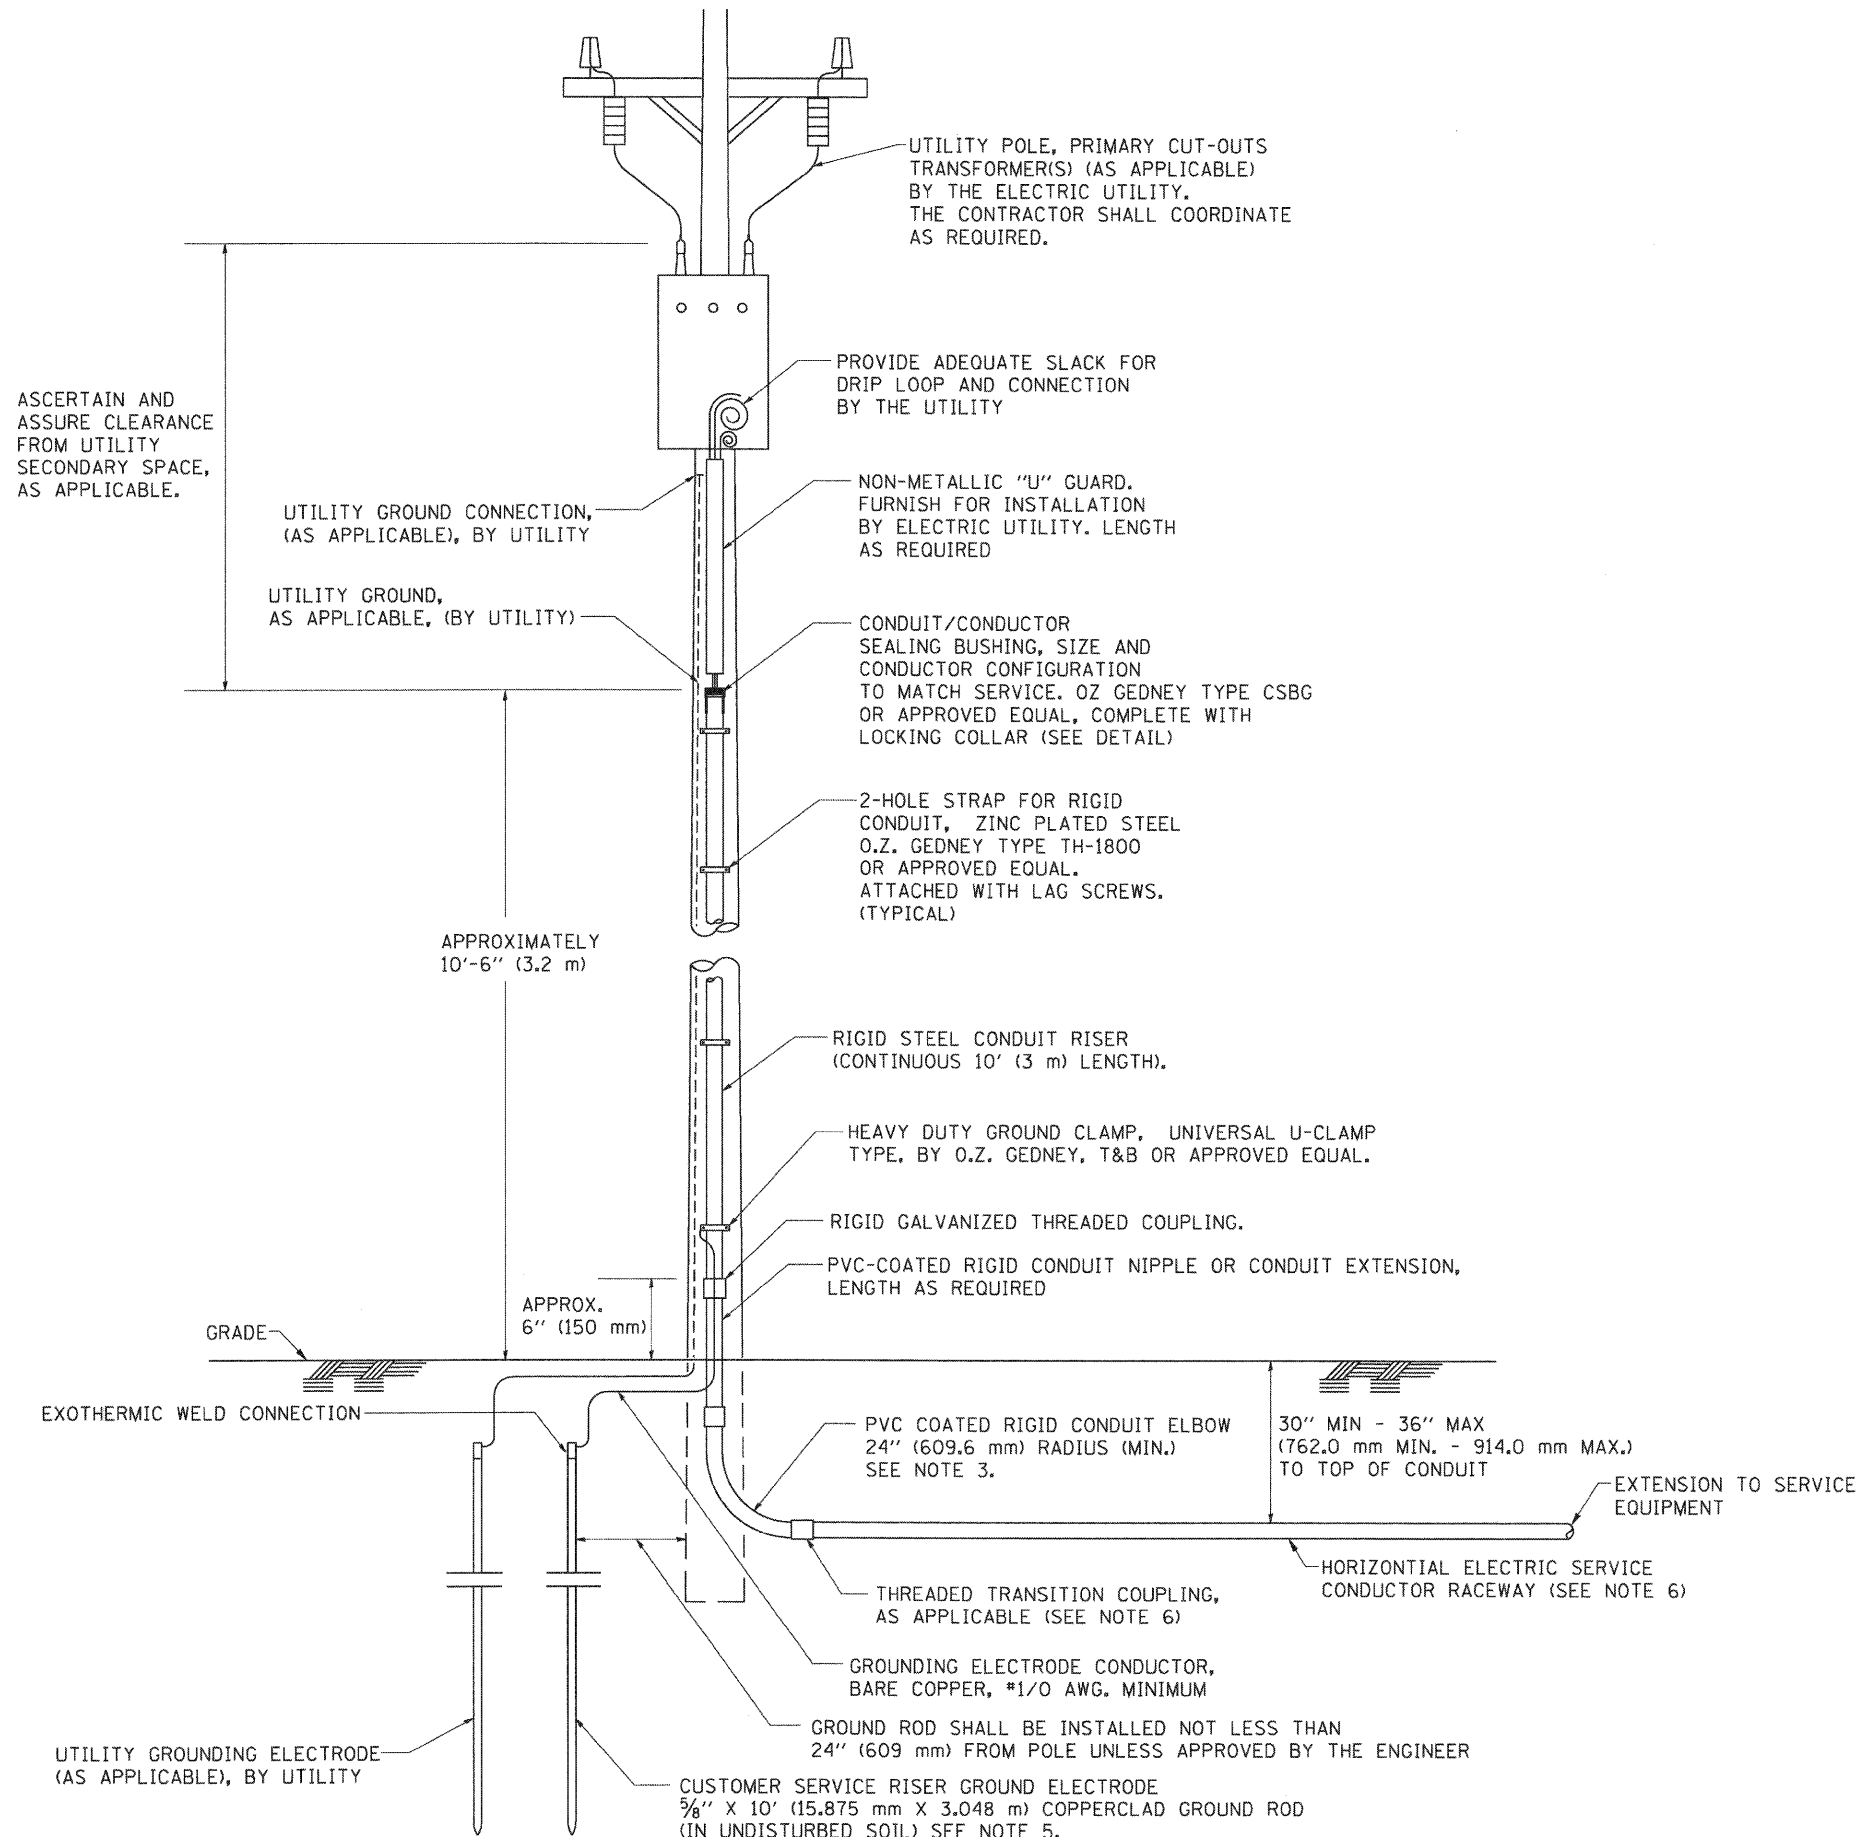 UTILITY POLE, PRIMARY CUT-OUTS
TRANSFORMER(S) (AS APPLICABLE)
BY THE ELECTRIC UTILITY.
THE CONTRACTOR SHALL COORDINATE
AS REQUIRED.
PROVIDE ADEQUATE SLACK FOR
DRIP LOOP AND CONNECTION
BY THE UTILITY
ASCERTAIN AND
ASSURE CLEARANCE
FROM UTILITY
SECONDARY SPACE,
AS APPLICABLE.
UTILITY GROUND CONNECTION,
(AS APPLICABLE), BY UTILITY
NON-METALLIC "U" GUARD.
FURNISH FOR INSTALLATION
BY ELECTRIC UTILITY. LENGTH
AS REQUIRED
UTILITY GROUND,
AS APPLICABLE, (BY UTILITY)
CONDUIT/CONDUCTOR
SEALING BUSHING, SIZE AND
CONDUCTOR CONFIGURATION
TO MATCH SERVICE. OZ GEDNEY TYPE CSBG
OR APPROVED EQUAL, COMPLETE WITH
LOCKING COLLAR (SEE DETAIL)
2-HOLE STRAP FOR RIGID
CONDUIT, ZINC PLATED STEEL
O.Z. GEDNEY TYPE TH-1800
OR APPROVED EQUAL.
ATTACHED WITH LAG SCREWS.
(TYPICAL)
APPROXIMATELY
10'-6" (3.2 m)
RIGID STEEL CONDUIT RISER
(CONTINUOUS 10' (3 m) LENGTH).
HEAVY DUTY GROUND CLAMP, UNIVERSAL U-CLAMP
TYPE, BY O.Z. GEDNEY, T&B OR APPROVED EQUAL.
RIGID GALVANIZED THREADED COUPLING.
PVC-COATED RIGID CONDUIT NIPPLE OR CONDUIT EXTENSION,
LENGTH AS REQUIRED
APPROX.
6" (150 mm)
GRADE
EXOTHERMIC WELD CONNECTION
PVC COATED RIGID CONDUIT ELBOW
24" (609.6 mm) RADIUS (MIN.)
SEE NOTE 3.
30" MIN - 36" MAX
(762.0 mm MIN. - 914.0 mm MAX.)
TO TOP OF CONDUIT
EXTENSION TO SERVICE
EQUIPMENT
HORIZONTIAL ELECTRIC SERVICE
CONDUCTOR RACEWAY (SEE NOTE 6)
THREADED TRANSITION COUPLING,
AS APPLICABLE (SEE NOTE 6)
GROUNDING ELECTRODE CONDUCTOR,
BARE COPPER, #1/0 AWG. MINIMUM
GROUND ROD SHALL BE INSTALLED NOT LESS THAN
24" (609 mm) FROM POLE UNLESS APPROVED BY THE ENGINEER
UTILITY GROUNDING ELECTRODE
(AS APPLICABLE), BY UTILITY
CUSTOMER SERVICE RISER GROUND ELECTRODE
5/8" X 10' (15.875 mm X 3.048 m) COPPERCLAD GROUND ROD
(IN UNDISTURBED SOIL) SEE NOTE 5.